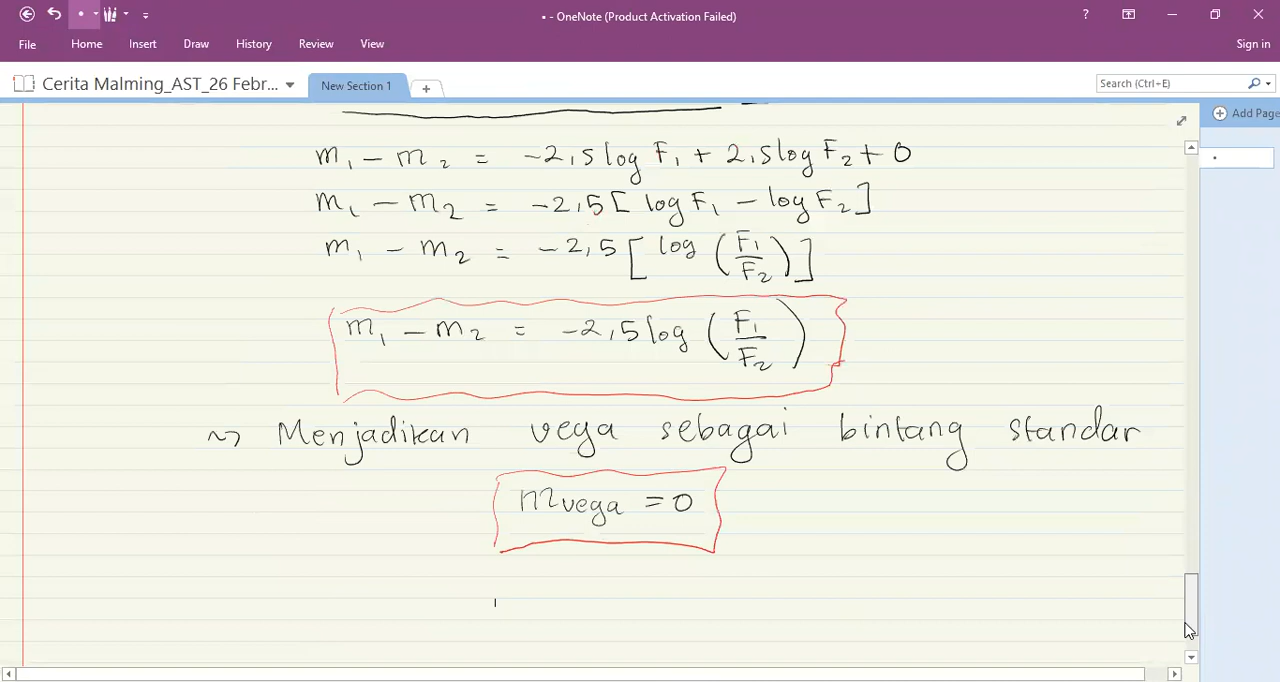 • - OneNote (Product Activation Failed)
?
File Home Insert Draw History Review View Sign in
Cerita Malming_AST_26 Febr... New Section 1 Search (Ctrl+E)
Add Page
m₁ - m₂ = -2,5 log F₁ + 2,5 log F₂ + 0
m₁ - m₂ = -2,5 [ log F₁ - log F₂ ]
m₁ - m₂ = -2,5 [ log (F₁/F₂) ]
m₁ - m₂ = -2,5 log (F₁/F₂)
~> Menjadikan vega sebagai bintang standar
m vega = 0